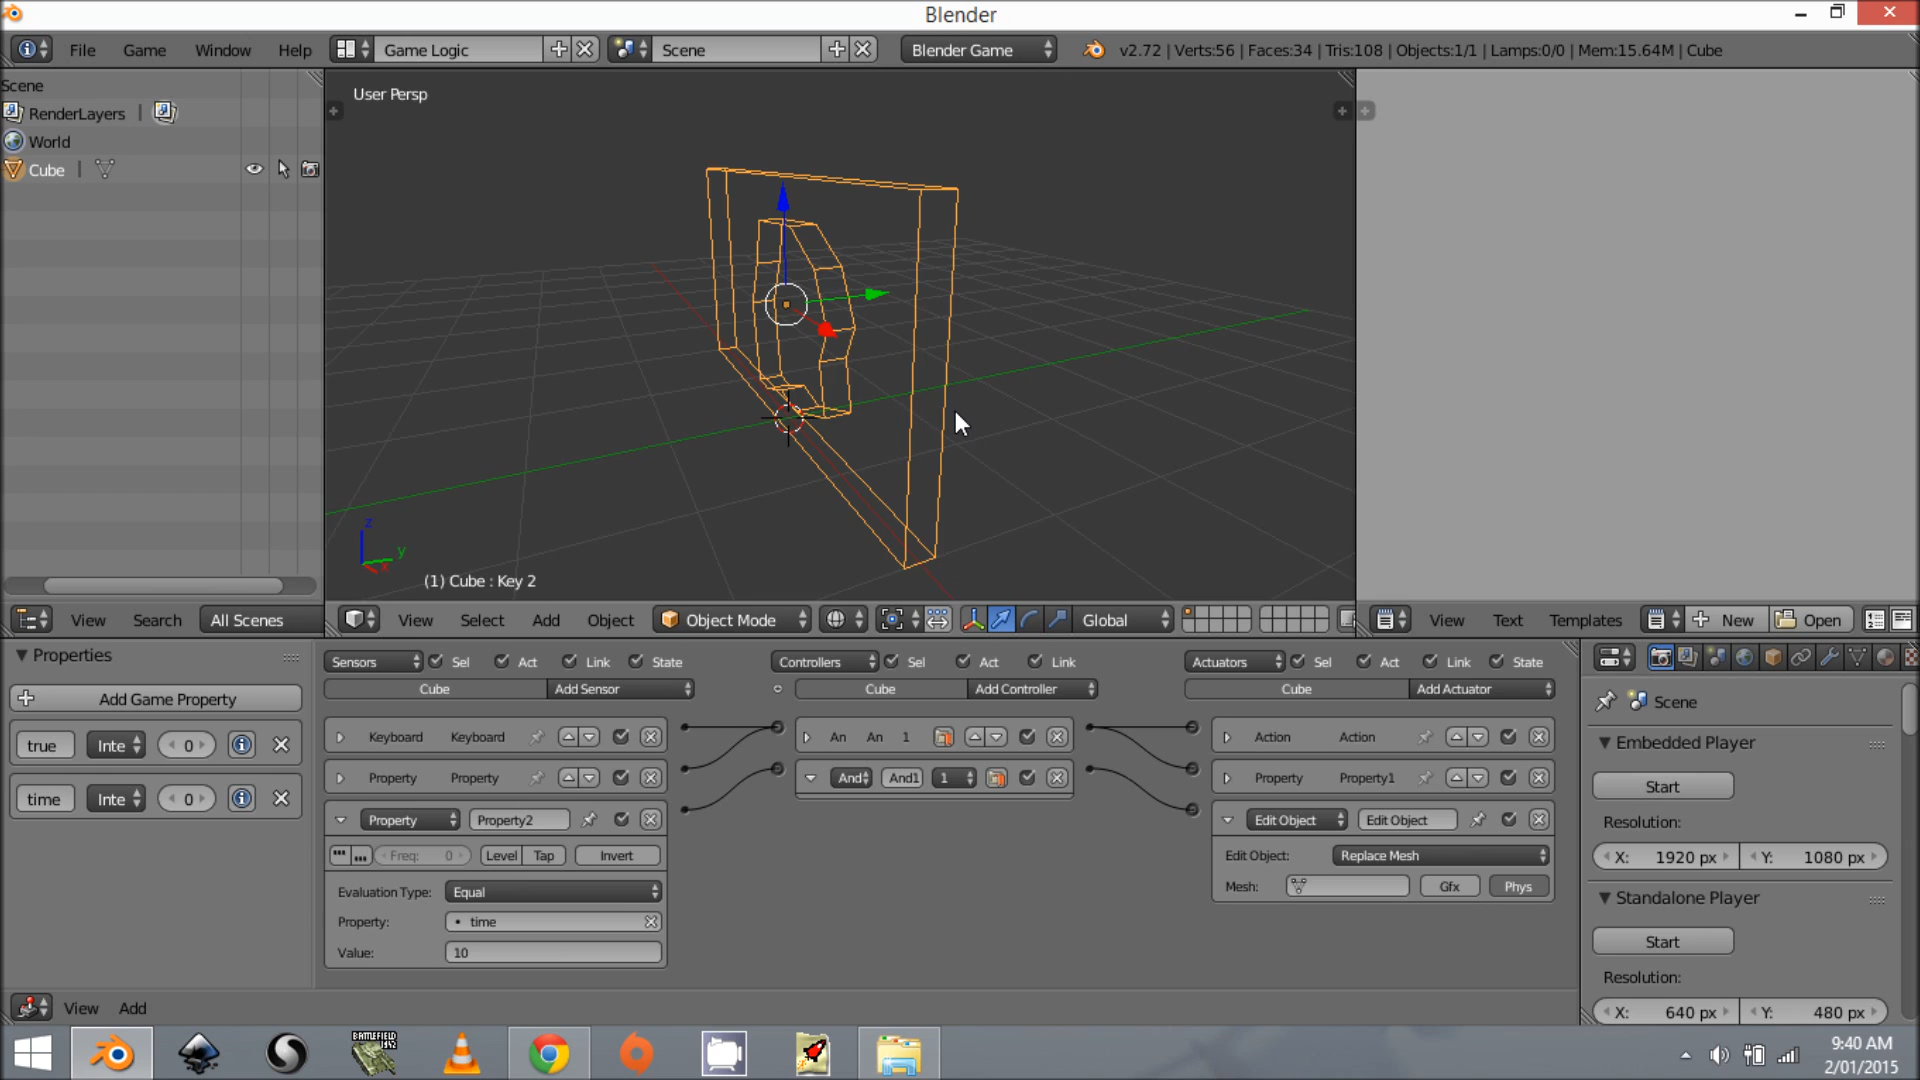 Blender
File Game Window Help Game Logic Scene Blender Game v2.72 | Verts:56 | Faces:34 | Tris:108 | Objects:1/1 | Lamps:0/0 | Mem:15.64M | Cube
Scene
RenderLayers |
World
Cube |
User Persp
z
y
x
(1) Cube : Key 2
View Search All Scenes
View Select Add Object Object Mode Global
View Text Templates New Open
Properties
Add Game Property
true Inte 0
time Inte 0
Sensors Sel Act Link State
Cube Add Sensor
Keyboard Keyboard
Property Property
Property Property2
Freq: 0 Level Tap Invert
Evaluation Type: Equal
Property: time
Value: 10
Controllers Sel Act Link
Cube Add Controller
An An 1
And And1 1
Actuators Sel Act Link State
Cube Add Actuator
Action Action
Property Property1
Edit Object Edit Object
Edit Object: Replace Mesh
Mesh: Gfx Phys
Scene
Embedded Player
Start
Resolution:
X: 1920 px Y: 1080 px
Standalone Player
Start
Resolution:
X: 640 px Y: 480 px
View Add
BATTLEFIELD
1942
9:40 AM
2/01/2015